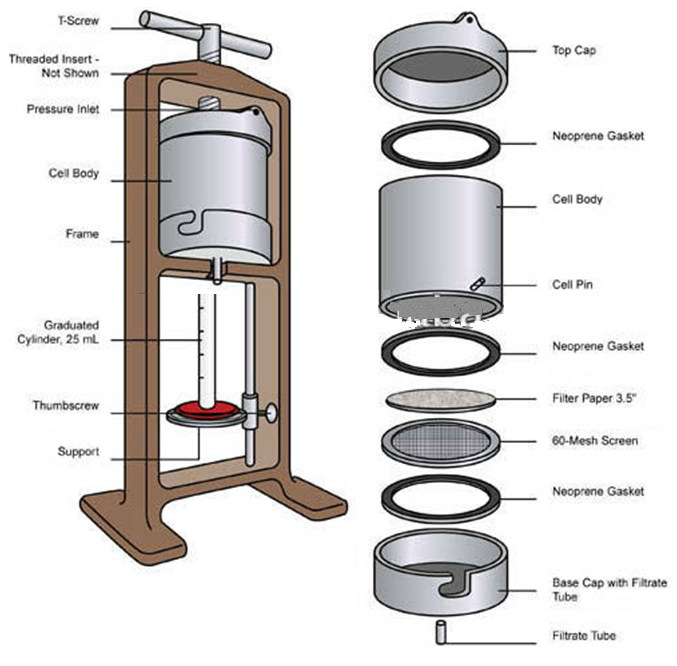 T-Screw
Threaded Insert -
Not Shown
Pressure Inlet
Cell Body
Frame
Graduated
Cylinder, 25 mL
Thumbscrew
Support
Top Cap
Neoprene Gasket
Cell Body
Cell Pin
Neoprene Gasket
Filter Paper 3.5"
60-Mesh Screen
Neoprene Gasket
Base Cap with Filtrate
Tube
Filtrate Tube